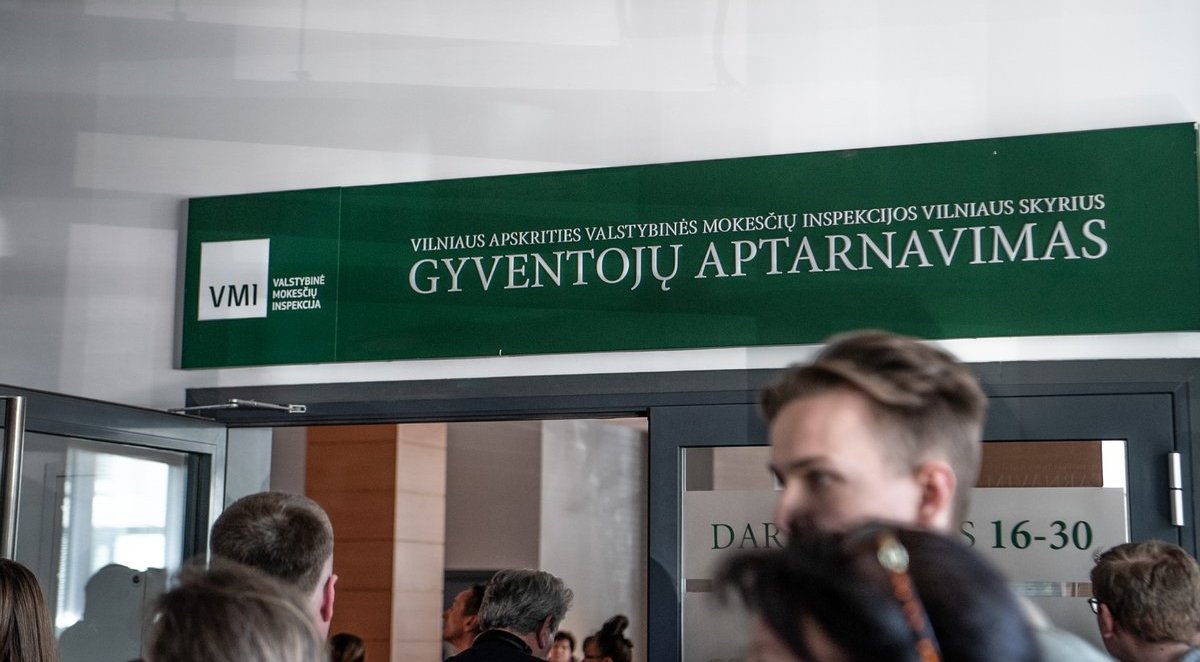 VMI
VALSTYBINĖ
MOKESČIŲ
INSPEKCIJA
VILNIAUS APSKRITIES VALSTYBINĖS MOKESČIŲ INSPEKCIJOS VILNIAUS SKYRIUS
GYVENTOJŲ APTARNAVIMAS
16-30